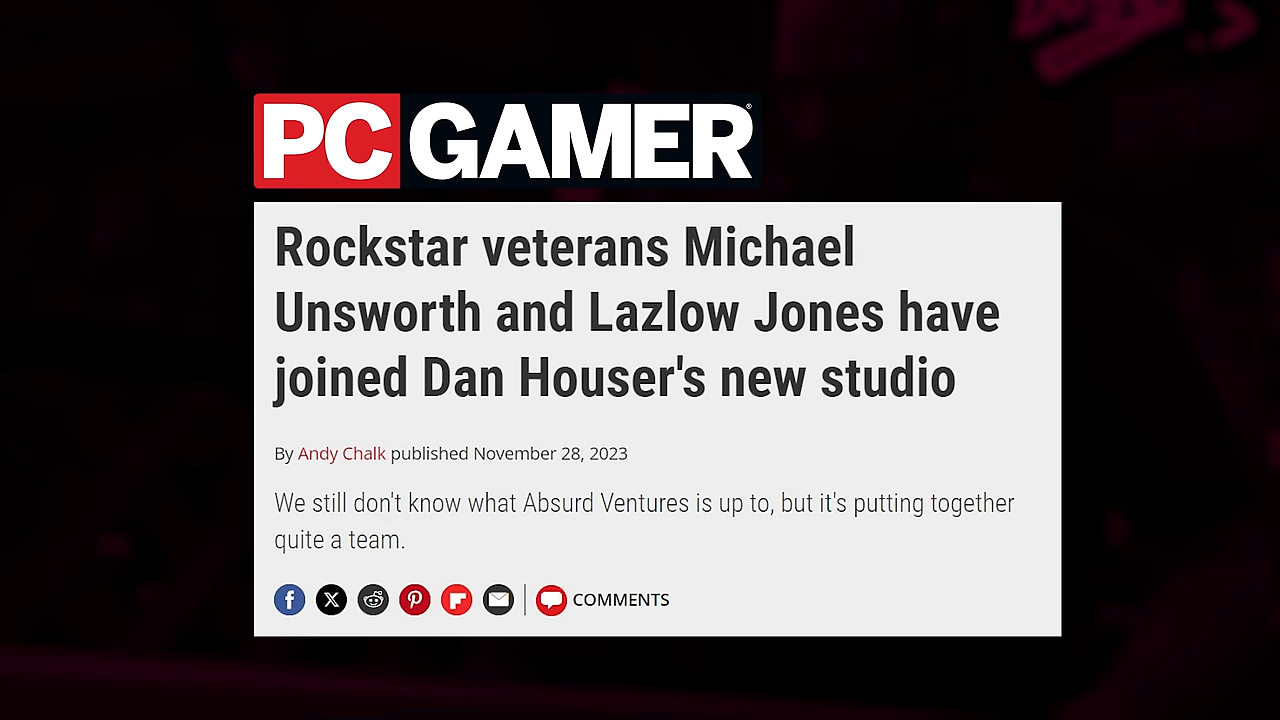 PC GAMER
Rockstar veterans Michael
Unsworth and Lazlow Jones have
joined Dan Houser's new studio
By Andy Chalk published November 28, 2023
We still don't know what Absurd Ventures is up to, but it's putting together
quite a team.
COMMENTS